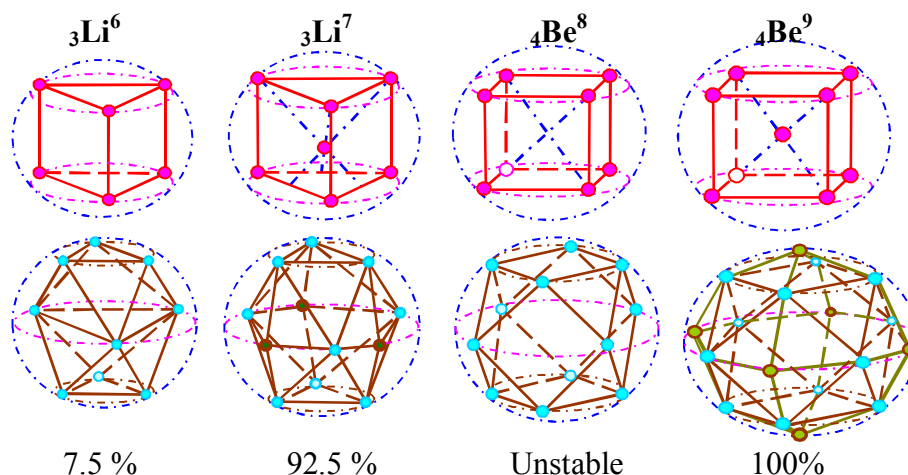 ₃Li⁶ ₃Li⁷ ₄Be⁸ ₄Be⁹
7.5 % 92.5 % Unstable 100%